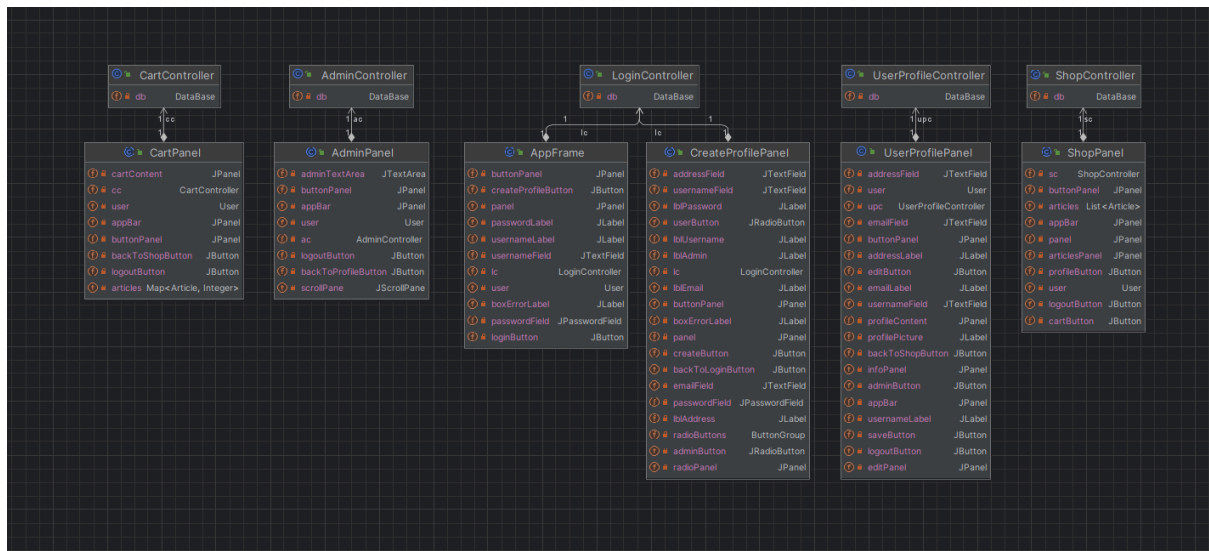 CartController
db DataBase
AdminController
db DataBase
LoginController
db DataBase
UserProfileController
db DataBase
ShopController
db DataBase
1 cc
1
1 ac
1
1 lc
1
lc 1
1
1 upc
1
1 sc
1
CartPanel
cartContent JPanel
cc CartController
user User
appBar JPanel
buttonPanel JPanel
backToShopButton JButton
logoutButton JButton
articles Map<Article, Integer>
AdminPanel
adminTextArea JTextArea
buttonPanel JPanel
appBar JPanel
user User
ac AdminController
logoutButton JButton
backToProfileButton JButton
scrollPane JScrollPane
AppFrame
buttonPanel JPanel
createProfileButton JButton
panel JPanel
passwordLabel JLabel
usernameLabel JLabel
usernameField JTextField
lc LoginController
user User
boxErrorLabel JLabel
passwordField JPasswordField
loginButton JButton
CreateProfilePanel
addressField JTextField
usernameField JTextField
lblPassword JLabel
userButton JRadioButton
lblUsername JLabel
lblAdmin JLabel
lc LoginController
lblEmail JLabel
buttonPanel JPanel
boxErrorLabel JLabel
panel JPanel
createButton JButton
backToLoginButton JButton
emailField JTextField
passwordField JPasswordField
lblAddress JLabel
radioButtons ButtonGroup
adminButton JRadioButton
radioPanel JPanel
UserProfilePanel
addressField JTextField
user User
upc UserProfileController
emailField JTextField
buttonPanel JPanel
addressLabel JLabel
editButton JButton
emailLabel JLabel
usernameField JTextField
profileContent JPanel
profilePicture JLabel
backToShopButton JButton
infoPanel JPanel
adminButton JButton
appBar JPanel
usernameLabel JLabel
saveButton JButton
logoutButton JButton
editPanel JPanel
ShopPanel
sc ShopController
buttonPanel JPanel
articles List<Article>
appBar JPanel
panel JPanel
articlesPanel JPanel
profileButton JButton
user User
logoutButton JButton
cartButton JButton